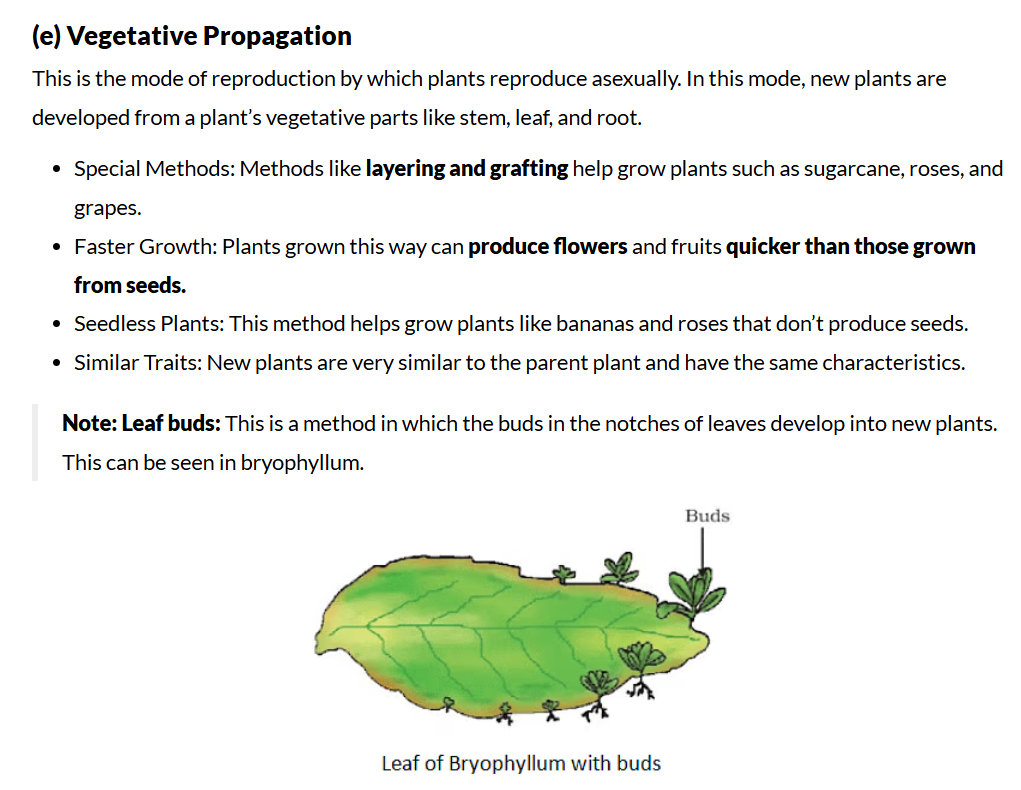 (e) Vegetative Propagation
This is the mode of reproduction by which plants reproduce asexually. In this mode, new plants are
developed from a plant’s vegetative parts like stem, leaf, and root.
• Special Methods: Methods like layering and grafting help grow plants such as sugarcane, roses, and
grapes.
• Faster Growth: Plants grown this way can produce flowers and fruits quicker than those grown
from seeds.
• Seedless Plants: This method helps grow plants like bananas and roses that don’t produce seeds.
• Similar Traits: New plants are very similar to the parent plant and have the same characteristics.
Note: Leaf buds: This is a method in which the buds in the notches of leaves develop into new plants.
This can be seen in bryophyllum.
Buds
Leaf of Bryophyllum with buds